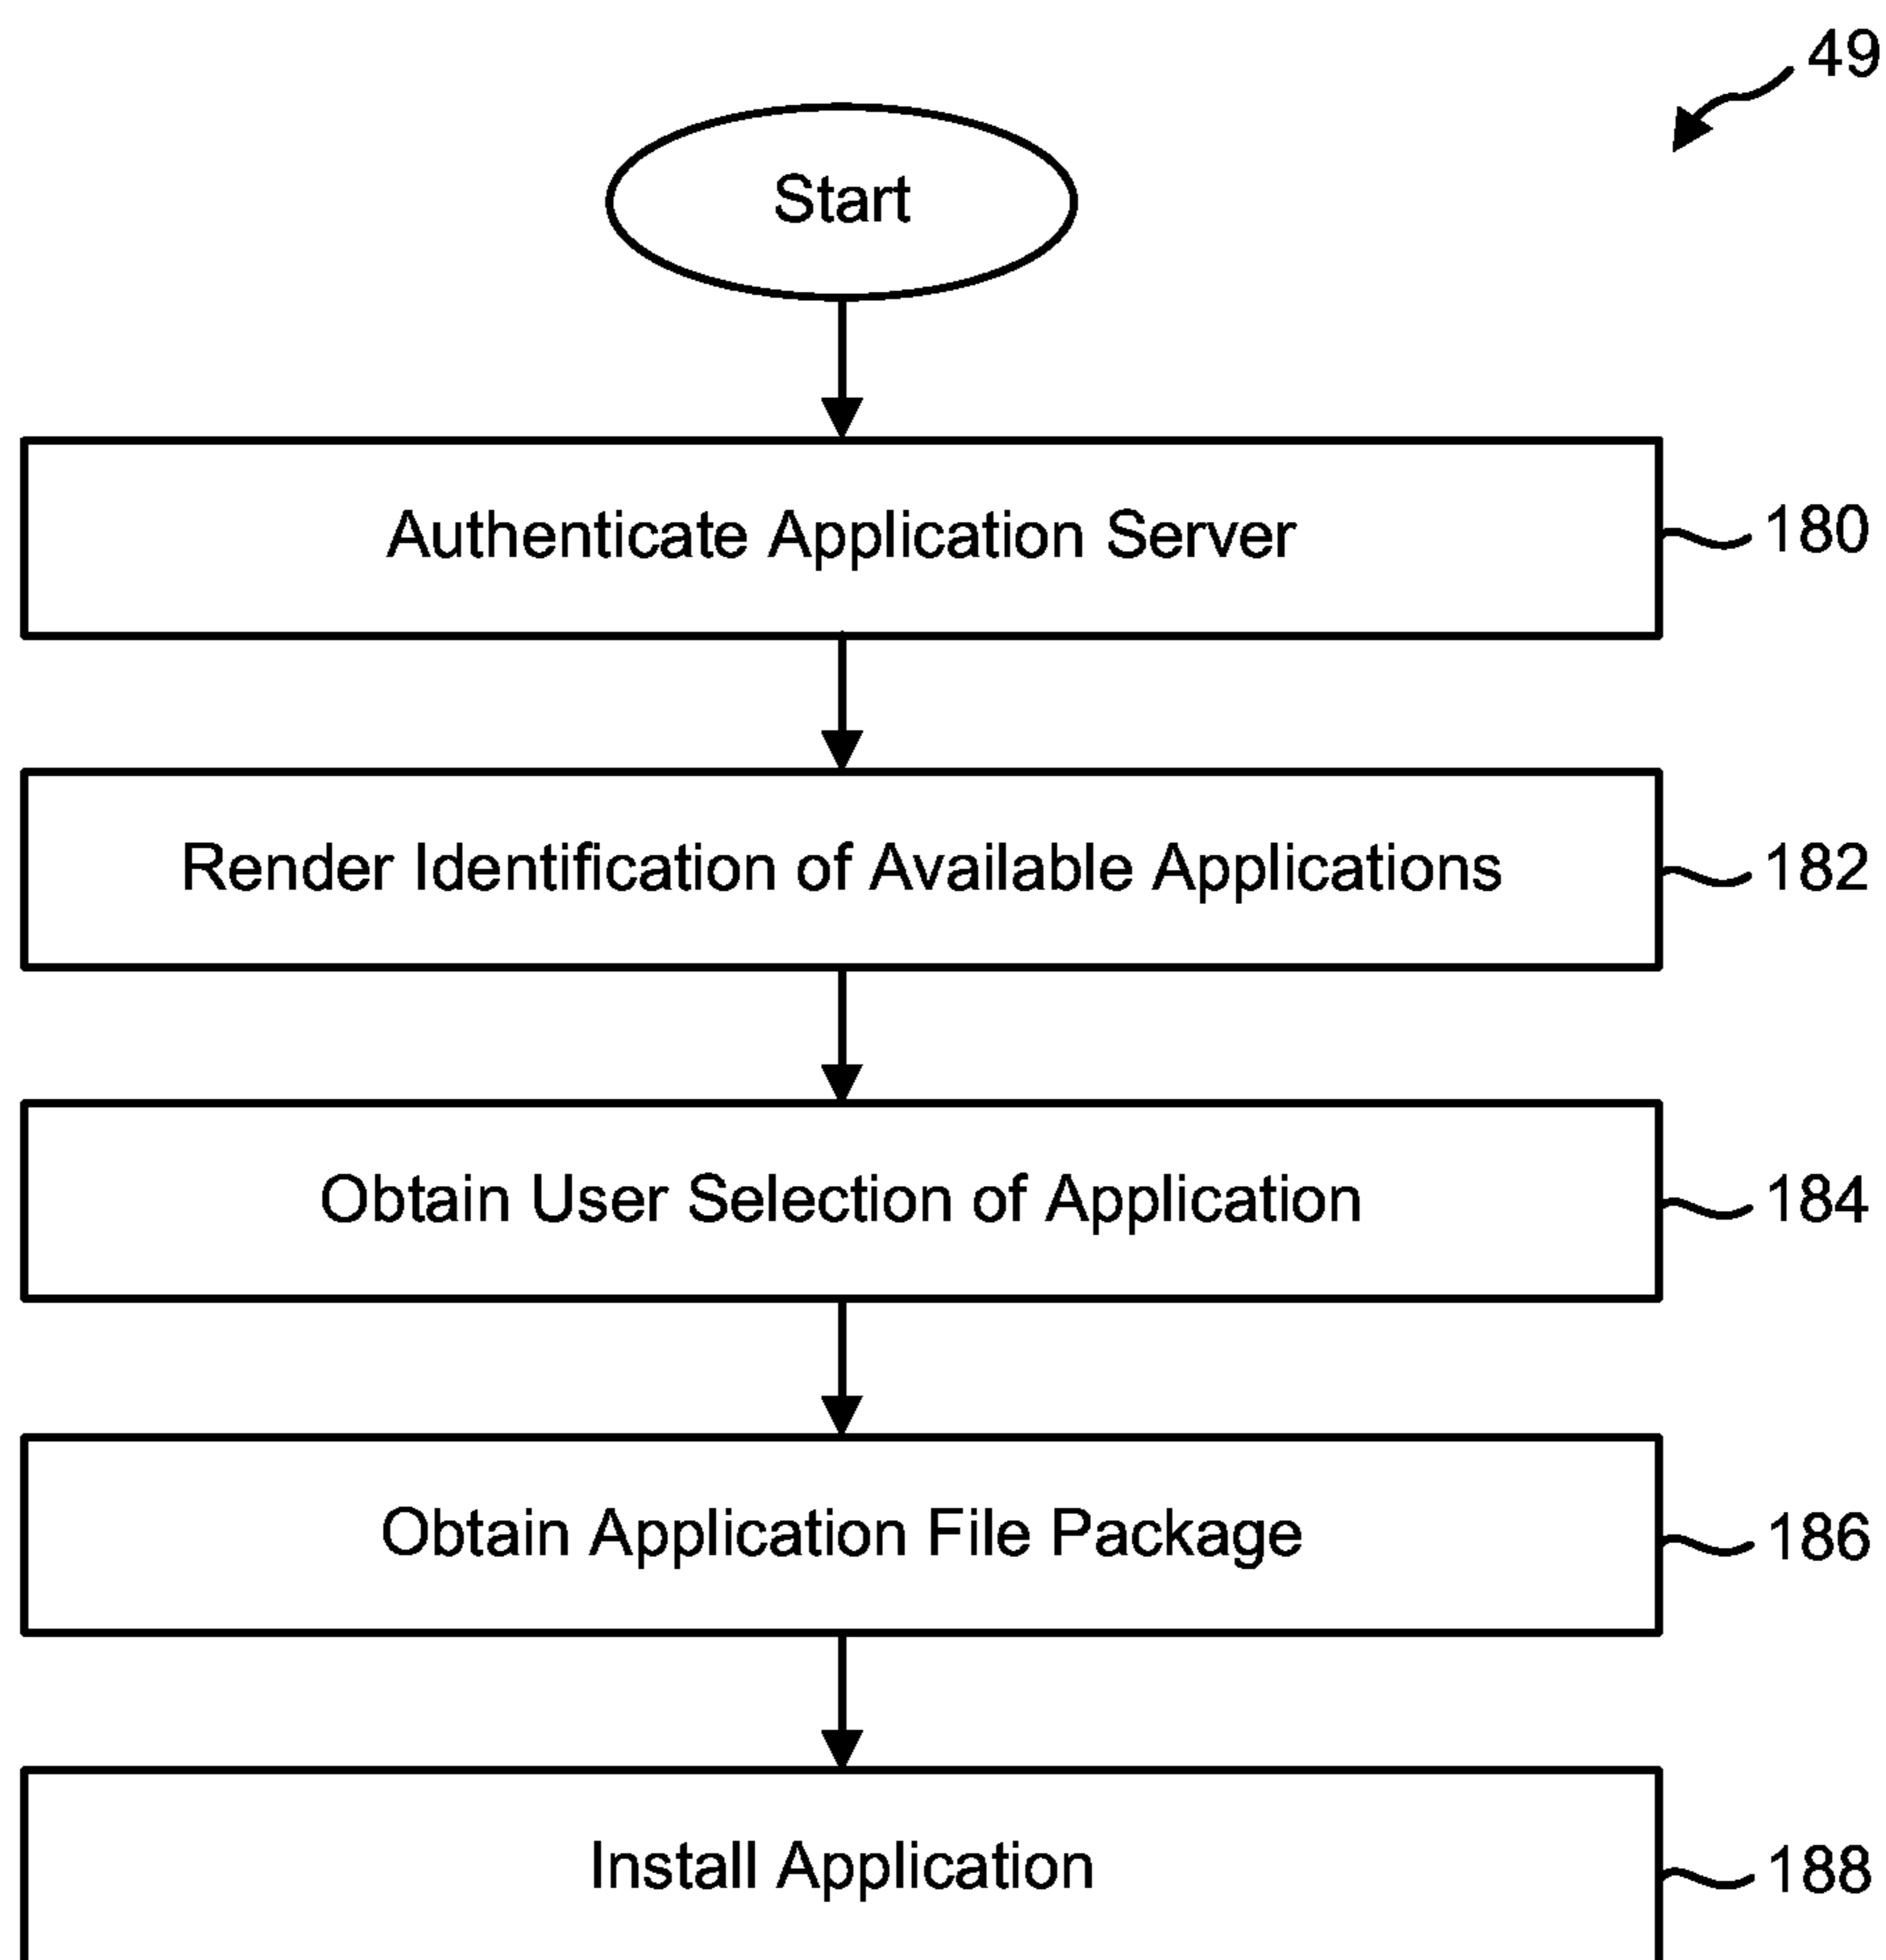 49
Start
Authenticate Application Server
180
Render Identification of Available Applications
182
Obtain User Selection of Application
184
Obtain Application File Package
186
Install Application
188